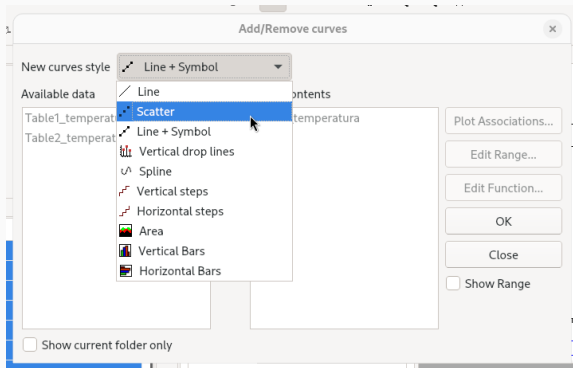 Add/Remove curves
New curves style
Line + Symbol
Available data
ontents
Line
Scatter
Line + Symbol
Vertical drop lines
Spline
Vertical steps
Horizontal steps
Area
Vertical Bars
Horizontal Bars
Table1_temperat
Table2_temperat
temperatura
Plot Associations...
Edit Range...
Edit Function...
OK
Close
Show Range
Show current folder only